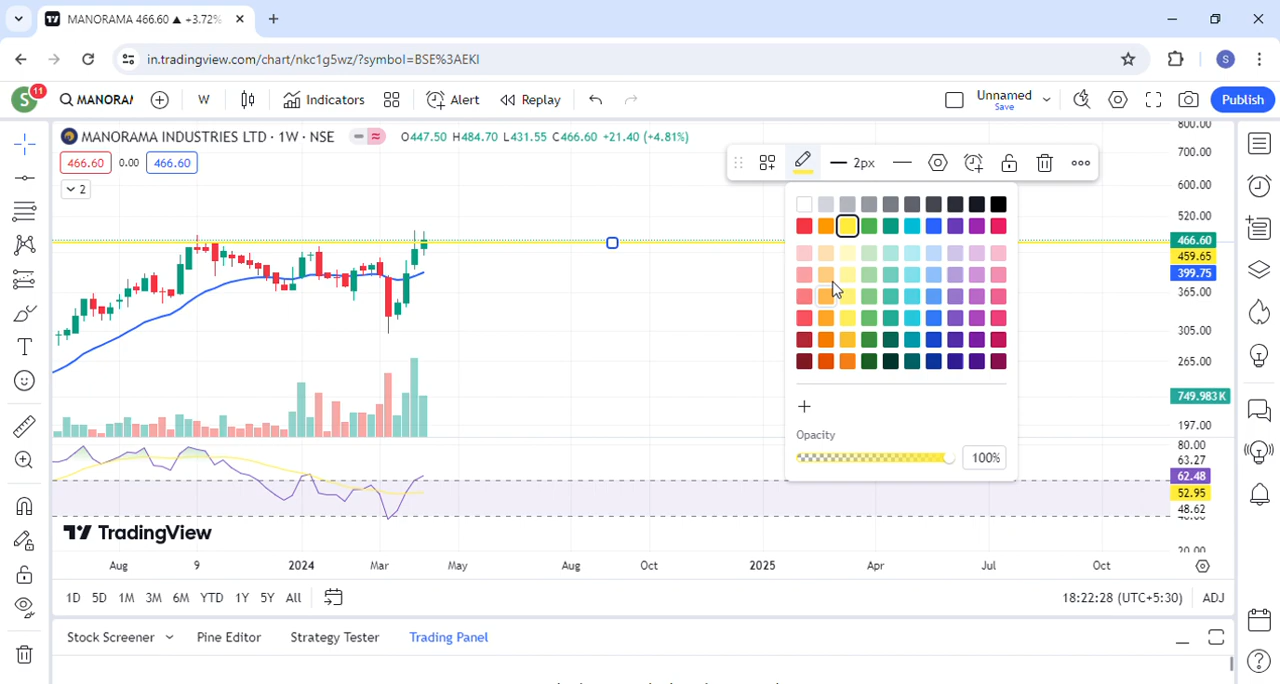 MANORAMA 466.60 ▲ +3.72%
in.tradingview.com/chart/nkc1g5wz/?symbol=BSE%3AEKI
S
S
11
MANORAM
W
Indicators
Alert
Replay
Unnamed
Save
Publish
MANORAMA INDUSTRIES LTD · 1W · NSE
O447.50 H484.70 L431.55 C466.60 +21.40 (+4.81%)
466.60
0.00
466.60
2
2px
800.00
700.00
600.00
520.00
466.60
459.65
399.75
365.00
305.00
265.00
749.983 K
197.00
80.00
63.27
62.48
52.95
48.62
20.00
Opacity
100%
TradingView
Aug
9
2024
Mar
May
Aug
Oct
2025
Apr
Jul
Oct
1D 5D 1M 3M 6M YTD 1Y 5Y All
18:22:28 (UTC+5:30)
ADJ
Stock Screener
Pine Editor
Strategy Tester
Trading Panel